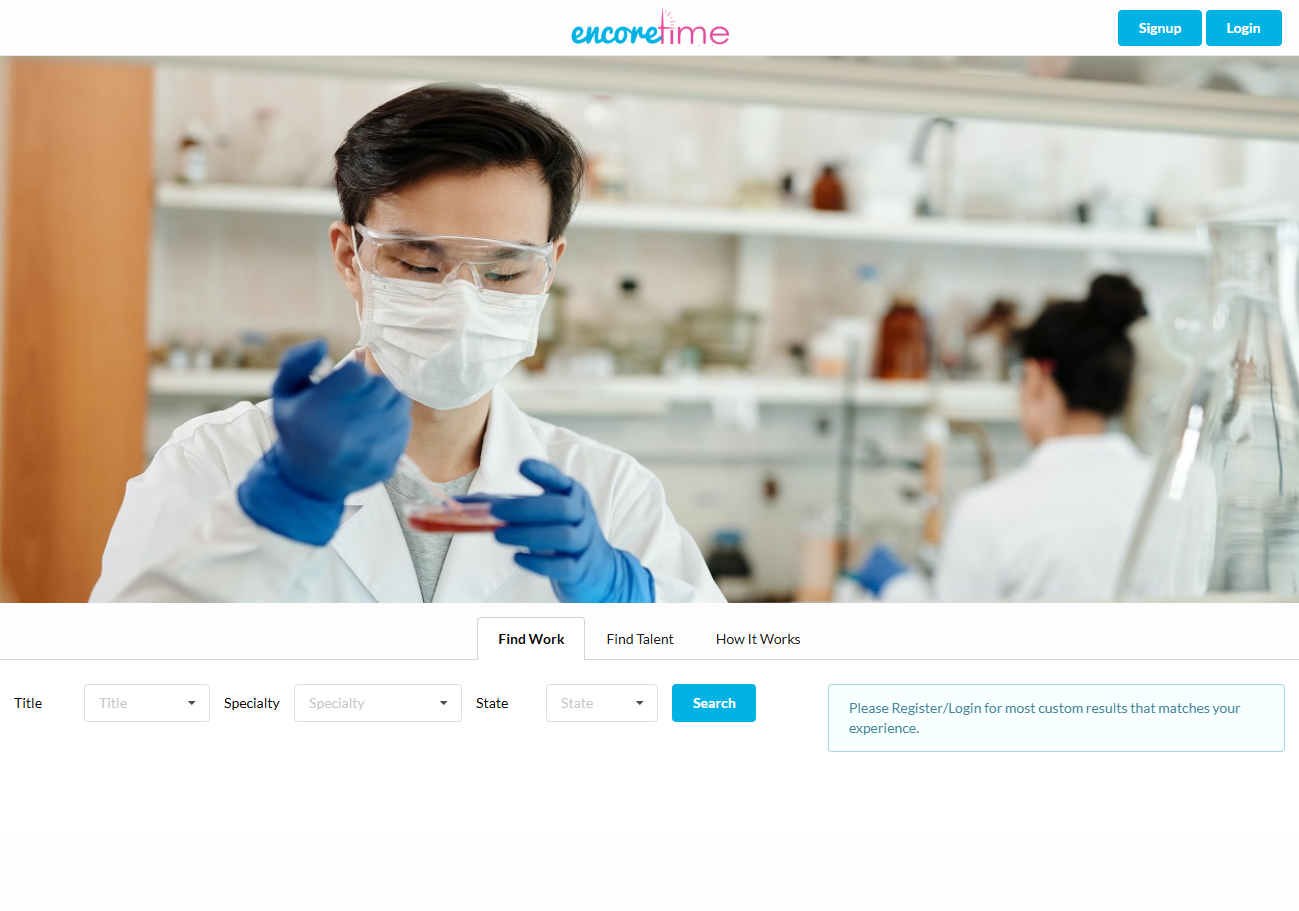 encoretime
Signup
Login
Find Work
Find Talent
How It Works
Title
Title
Specialty
Specialty
State
State
Search
Please Register/Login for most custom results that matches your
experience.